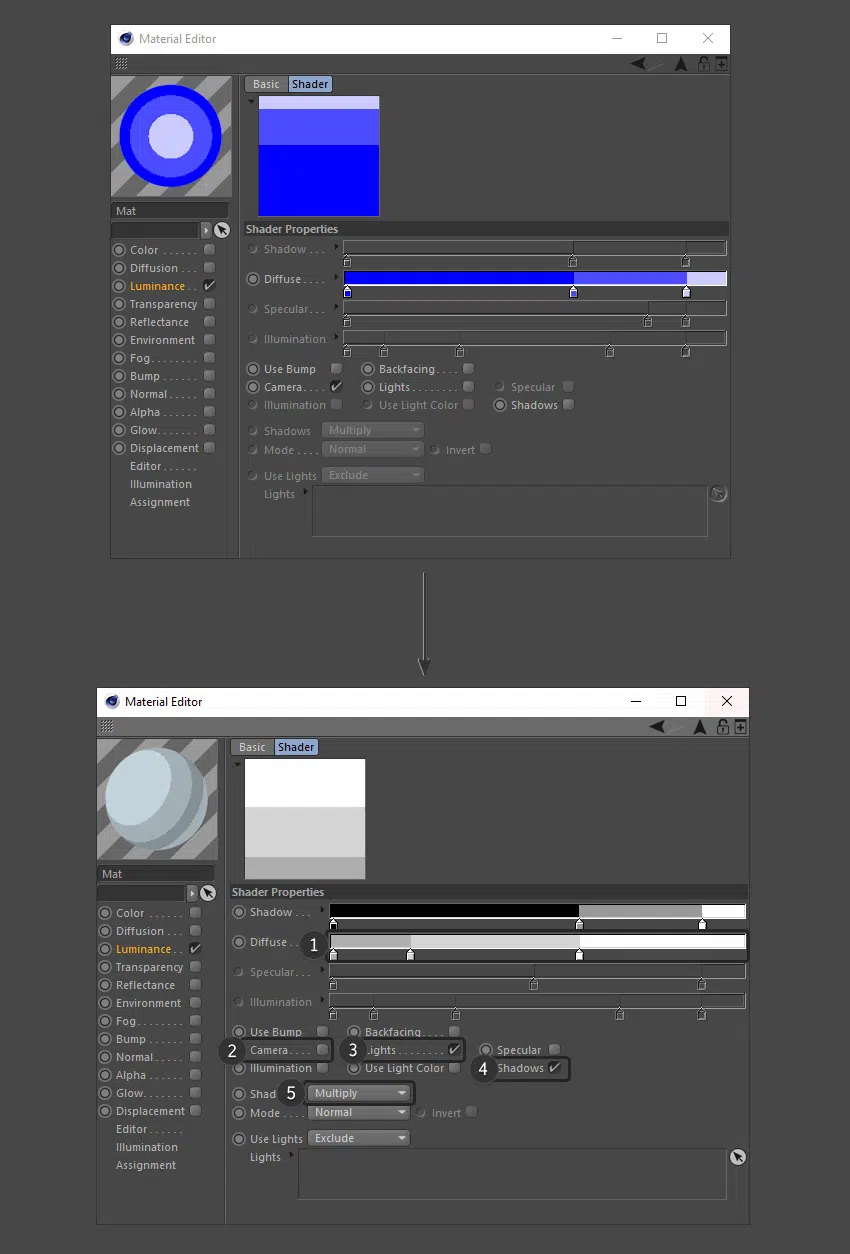 Material Editor
Basic Shader
Mat
Shader Properties
Color . . . . . .
Diffusion . . .
Luminance . .
Transparency
Reflectance
Environment
Fog. . . . . . . .
Bump . . . . . .
Normal . . . . .
Alpha . . . . . .
Glow. . . . . . .
Displacement
Editor . . . . . .
Illumination
Assignment
Shadow . . .
Diffuse . . . .
Specular. . .
Illumination
Use Bump Backfacing. . . .
Camera. . . . Lights. . . . . . . . Specular
Illumination Use Light Color Shadows
Shadows Multiply
Mode . . . . Normal Invert
Use Lights Exclude
Lights
Material Editor
Basic Shader
Mat
Shader Properties
Color . . . . . .
Diffusion . . .
Luminance . .
Transparency
Reflectance
Environment
Fog. . . . . . . .
Bump . . . . . .
Normal . . . . .
Alpha . . . . . .
Glow. . . . . . .
Displacement
Editor . . . . . .
Illumination
Assignment
Shadow . . .
Diffuse . . 1
Specular. . .
Illumination
Use Bump Backfacing. . . .
2 Camera. . . . 3 ights. . . . . . . . Specular
Illumination Use Light Color 4 Shadows
Shad 5 Multiply
Mode . . . . Normal Invert
Use Lights Exclude
Lights